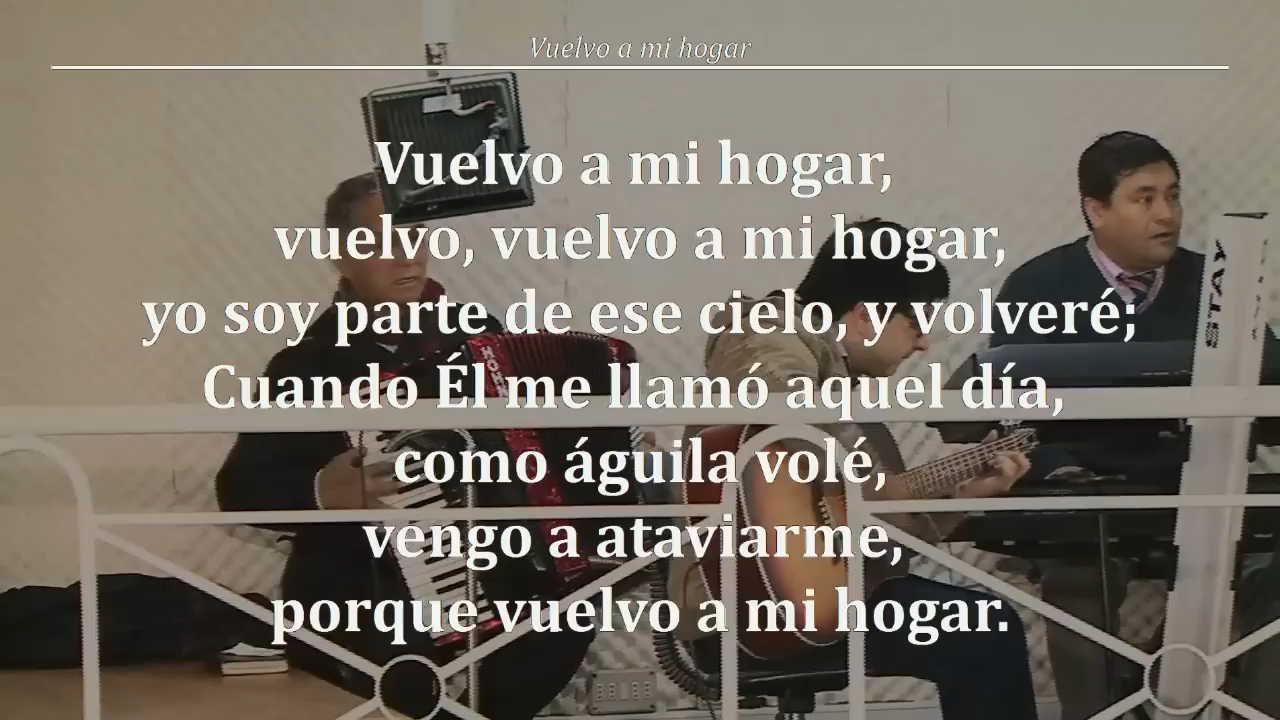 Vuelvo a mi hogar
Vuelvo a mi hogar,
vuelvo, vuelvo a mi hogar,
yo soy parte de ese cielo, y volveré;
Cuando Él me llamó aquel día,
como águila volé,
vengo a ataviarme,
porque vuelvo a mi hogar.
STAY